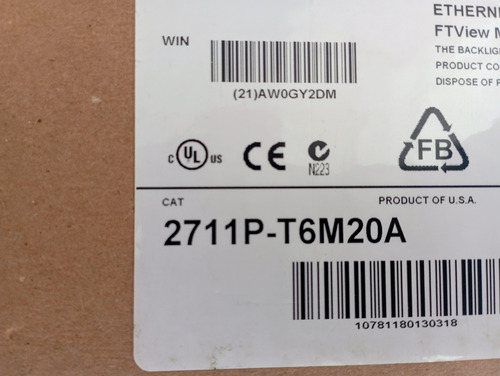 ETHERNE
FTView M
THE BACKLIG
PRODUCT CO
DISPOSE OF
WIN
(21)AW0GY2DM
C UL US CE N223 FB
CAT
PRODUCT OF U.S.A.
2711P-T6M20A
10781180130318